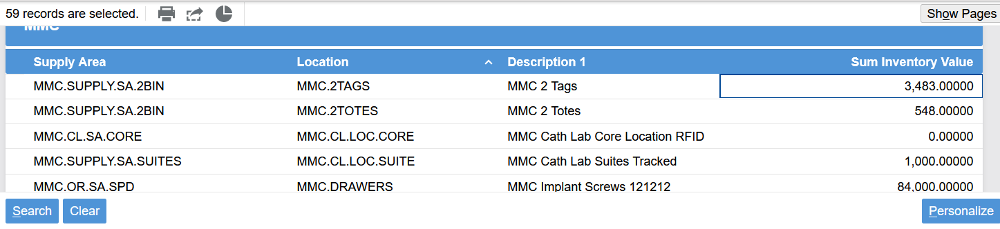 59 records are selected.
Show Pages
MMC
Supply Area Location Description 1 Sum Inventory Value
MMC.SUPPLY.SA.2BIN MMC.2TAGS MMC 2 Tags 3,483.00000
MMC.SUPPLY.SA.2BIN MMC.2TOTES MMC 2 Totes 548.00000
MMC.CL.SA.CORE MMC.CL.LOC.CORE MMC Cath Lab Core Location RFID 0.00000
MMC.SUPPLY.SA.SUITES MMC.CL.LOC.SUITE MMC Cath Lab Suites Tracked 1,000.00000
MMC.OR.SA.SPD MMC.DRAWERS MMC Implant Screws 121212 84,000.00000
Search Clear Personalize